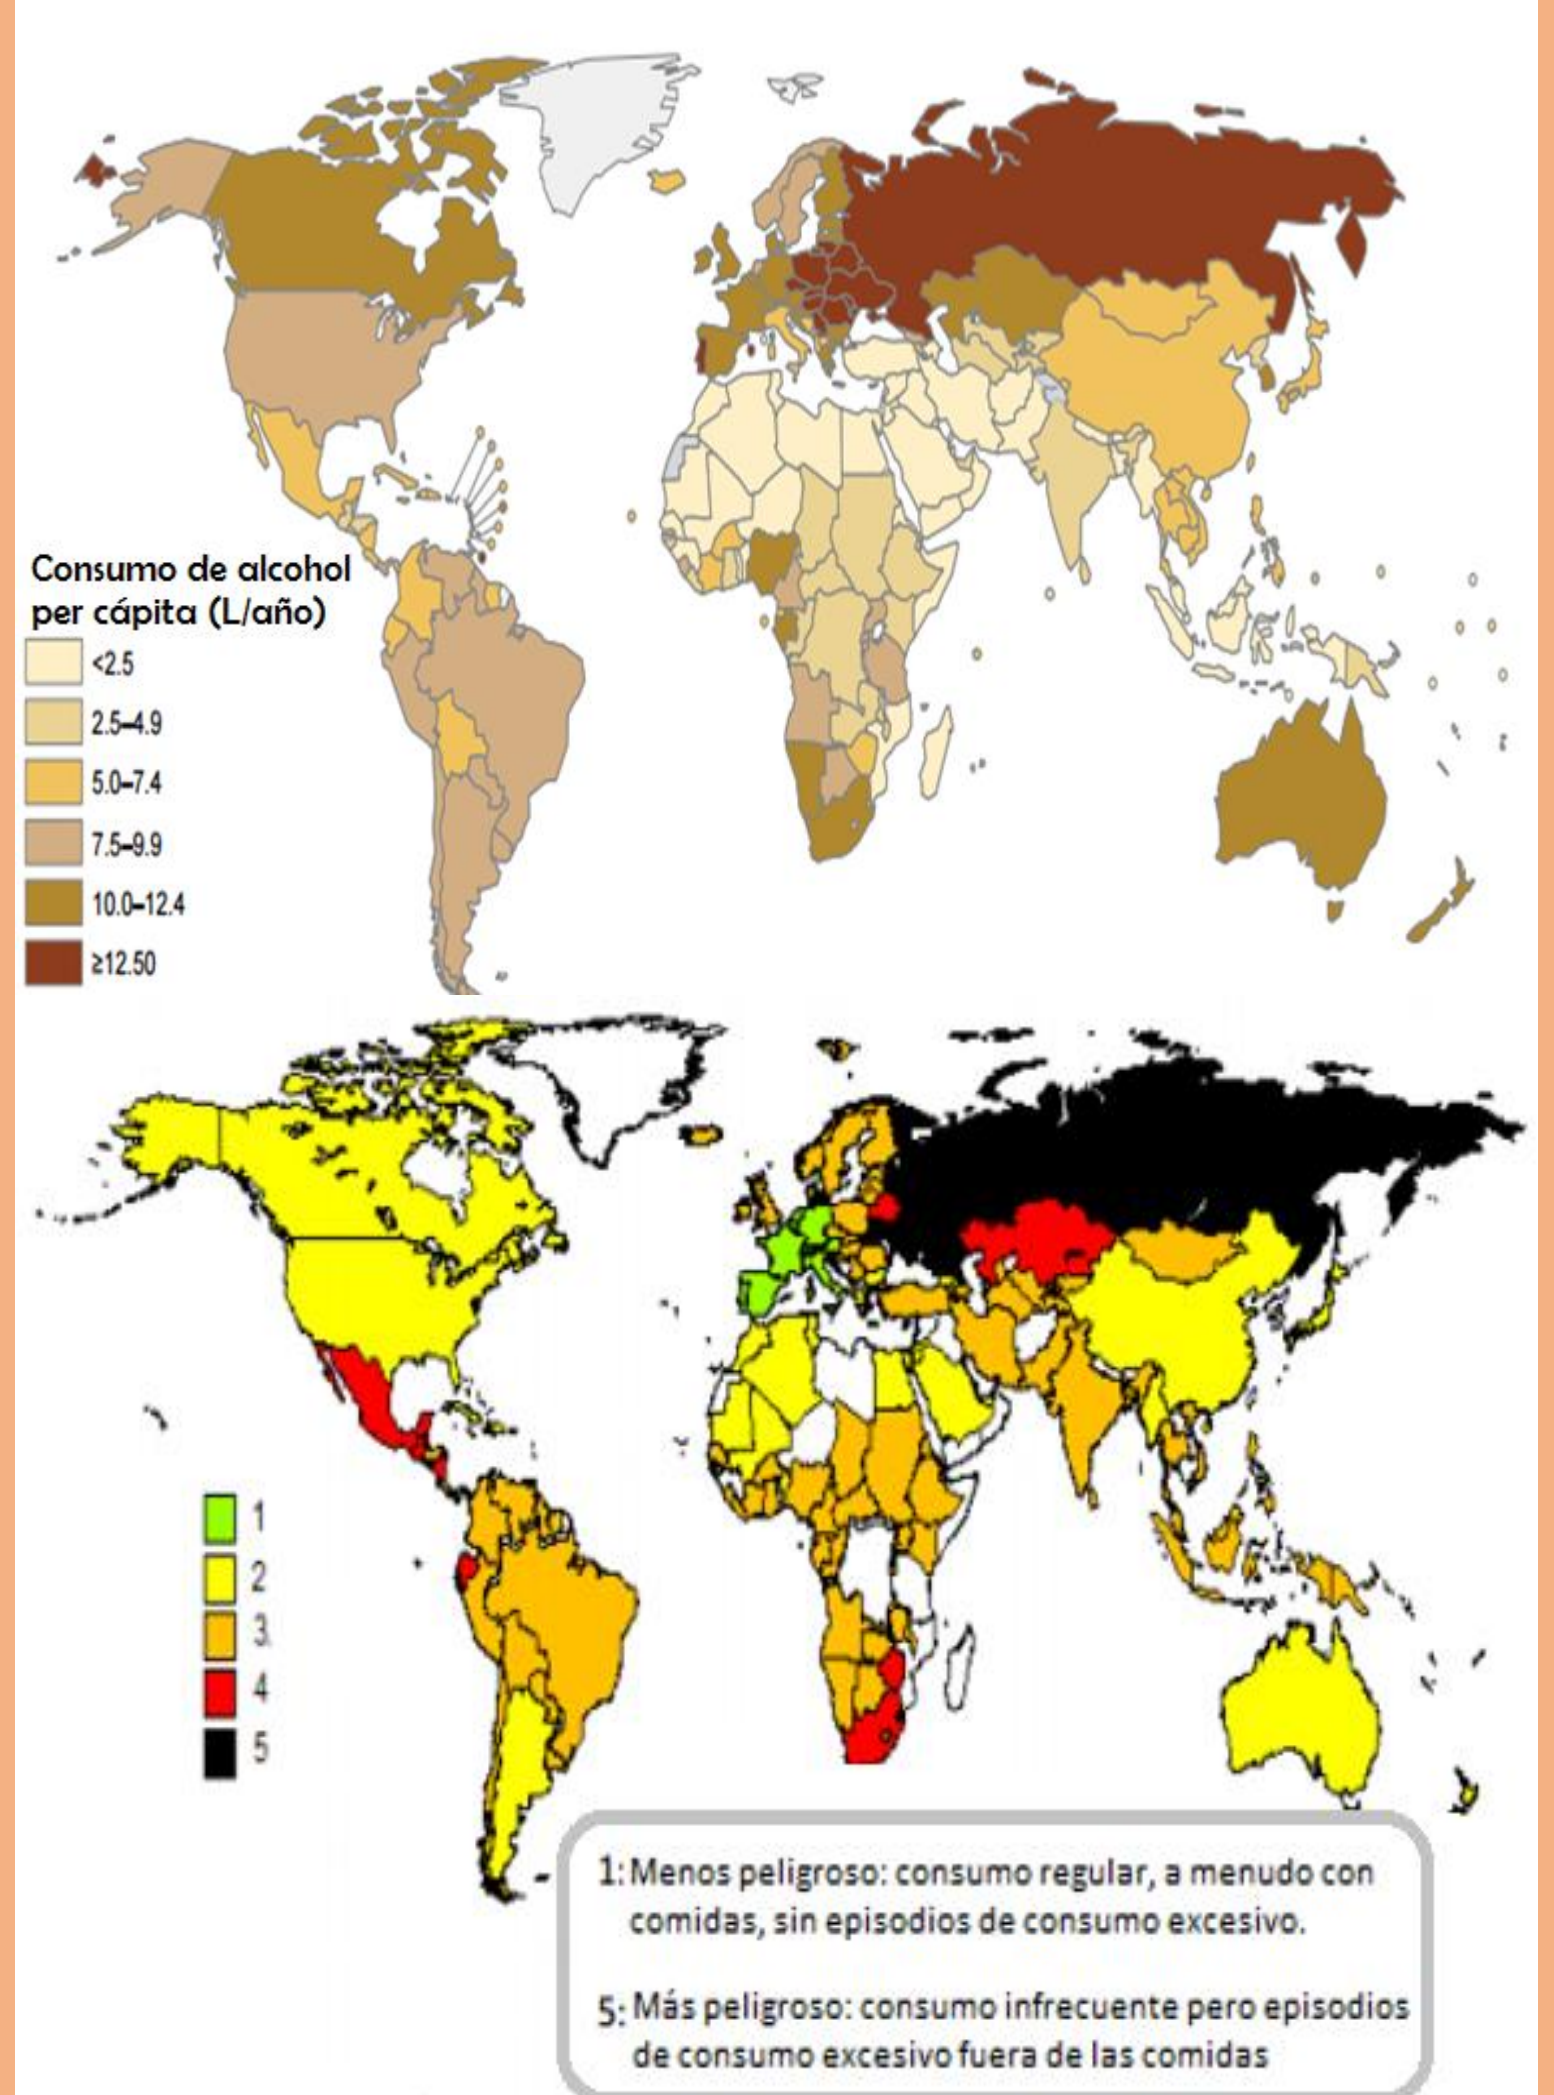 Consumo de alcohol
per cápita (L/año)
<2.5
2.5–4.9
5.0–7.4
7.5–9.9
10.0–12.4
≥12.50
1
2
3
4
5
1: Menos peligroso: consumo regular, a menudo con
comidas, sin episodios de consumo excesivo.
5: Más peligroso: consumo infrecuente pero episodios
de consumo excesivo fuera de las comidas